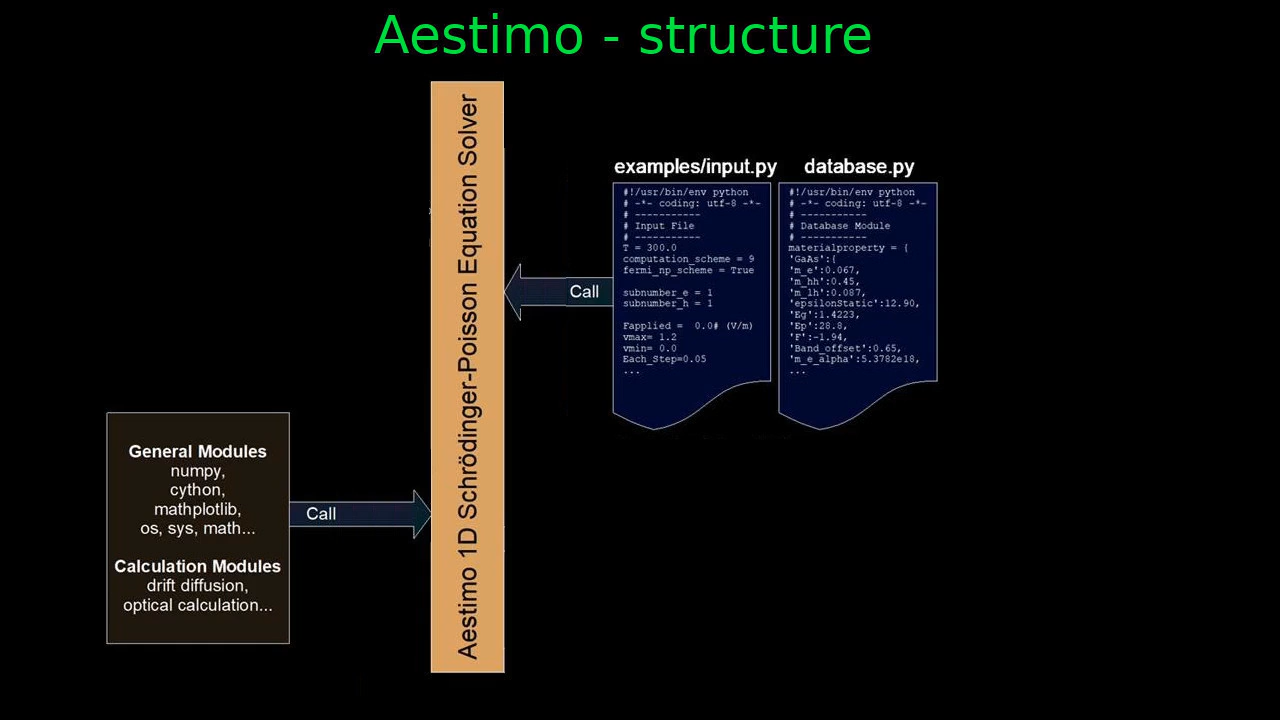 Aestimo - structure
Aestimo 1D Schrödinger-Poisson Equation Solver
examples/input.py
#!/usr/bin/env python
# -*- coding: utf-8 -*-
# -----------
# Input File
# -----------
T = 300.0
computation_scheme = 9
fermi_np_scheme = True
subnumber_e = 1
subnumber_h = 1
Fapplied =  0.0# (V/m)
vmax= 1.2
vmin= 0.0
Each_Step=0.05
...
database.py
#!/usr/bin/env python
# -*- coding: utf-8 -*-
# -----------
# Database Module
# -----------
materialproperty = {
'GaAs':{
'm_e':0.067,
'm_hh':0.45,
'm_lh':0.087,
'epsilonStatic':12.90,
'Eg':1.4223,
'Ep':28.8,
'F':-1.94,
'Band_offset':0.65,
'm_e_alpha':5.3782e18,
...
Call
General Modules
numpy,
cython,
mathplotlib,
os, sys, math...
Calculation Modules
drift diffusion,
optical calculation...
Call